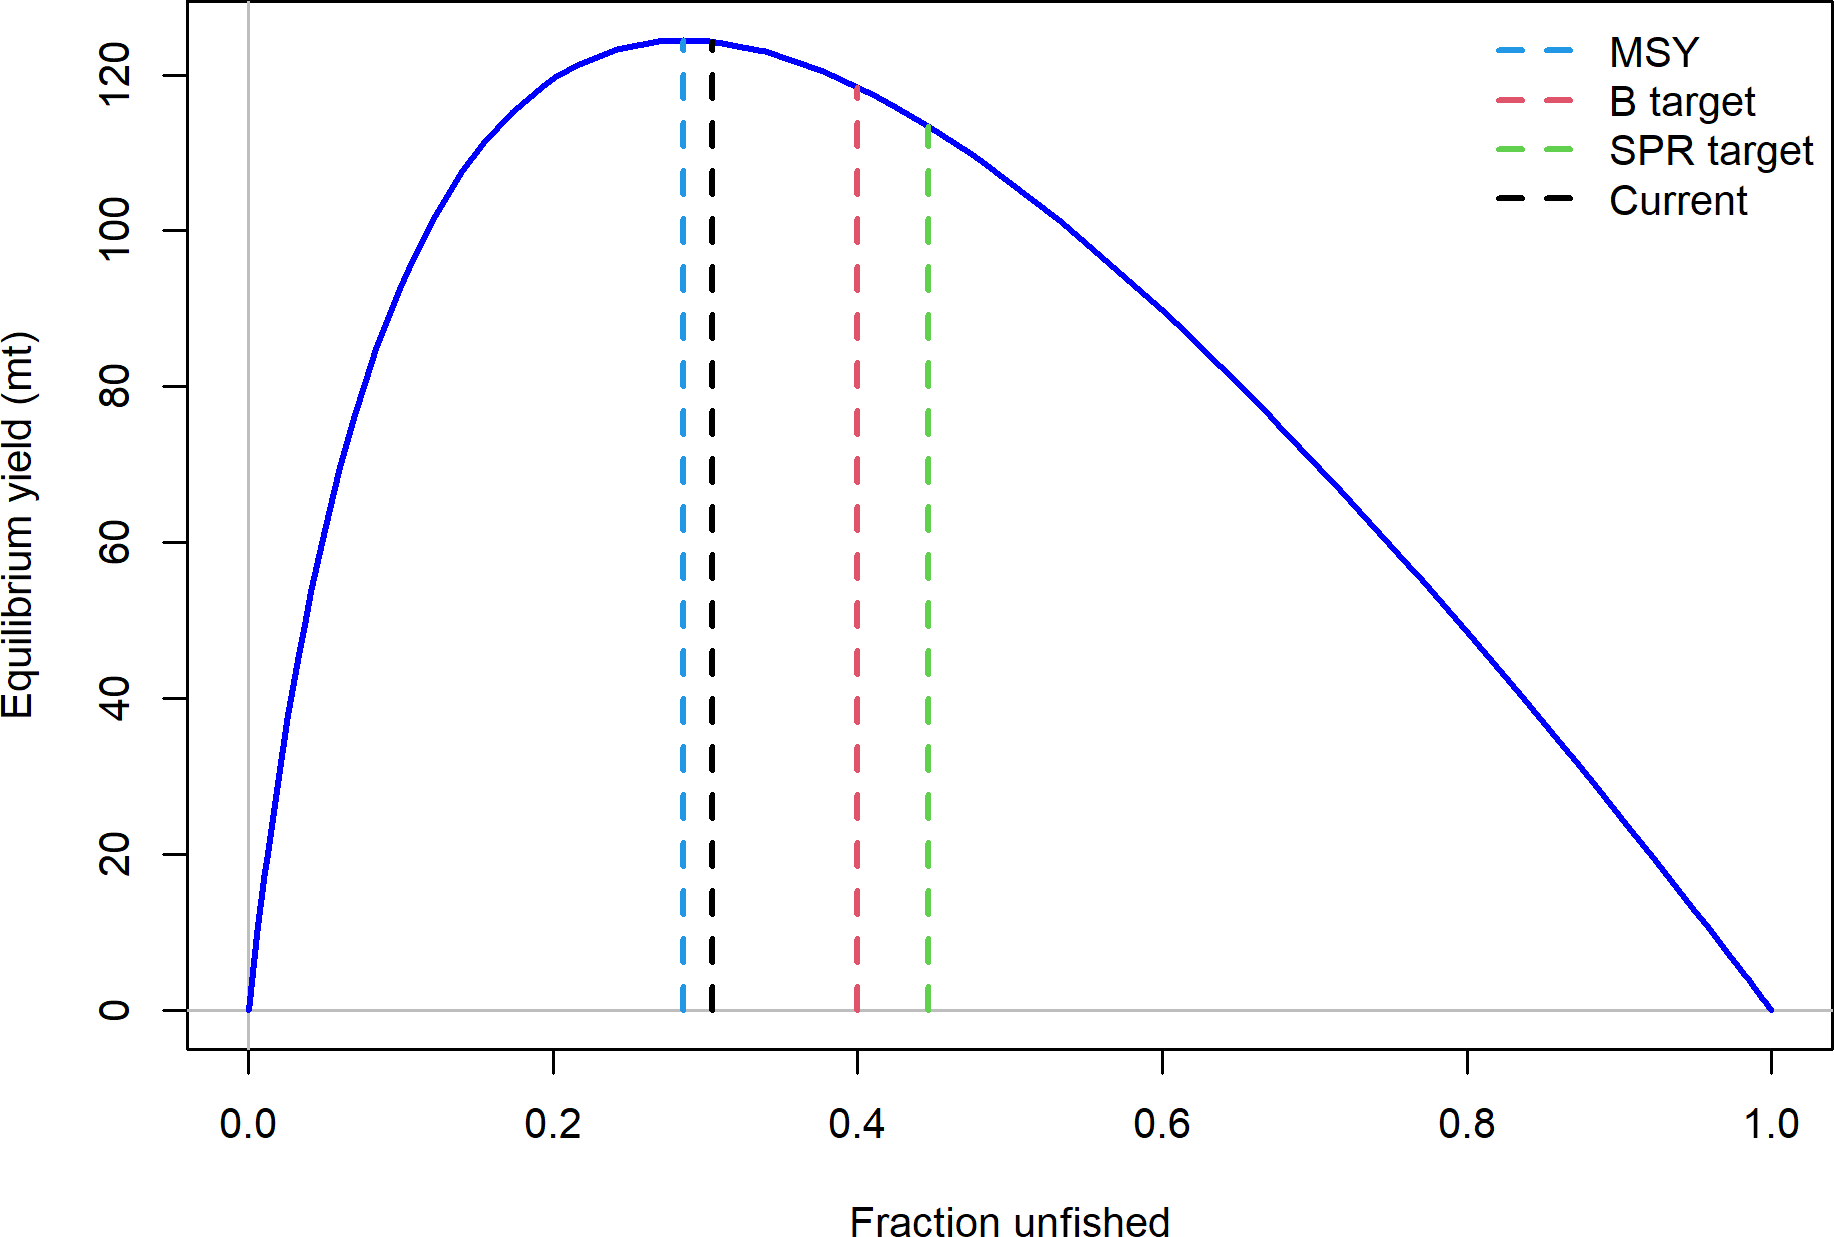 MSY
B target
SPR target
Current
Equilibrium yield (mt)
120
100
80
60
40
20
0
0.0 0.2 0.4 0.6 0.8 1.0
Fraction unfished